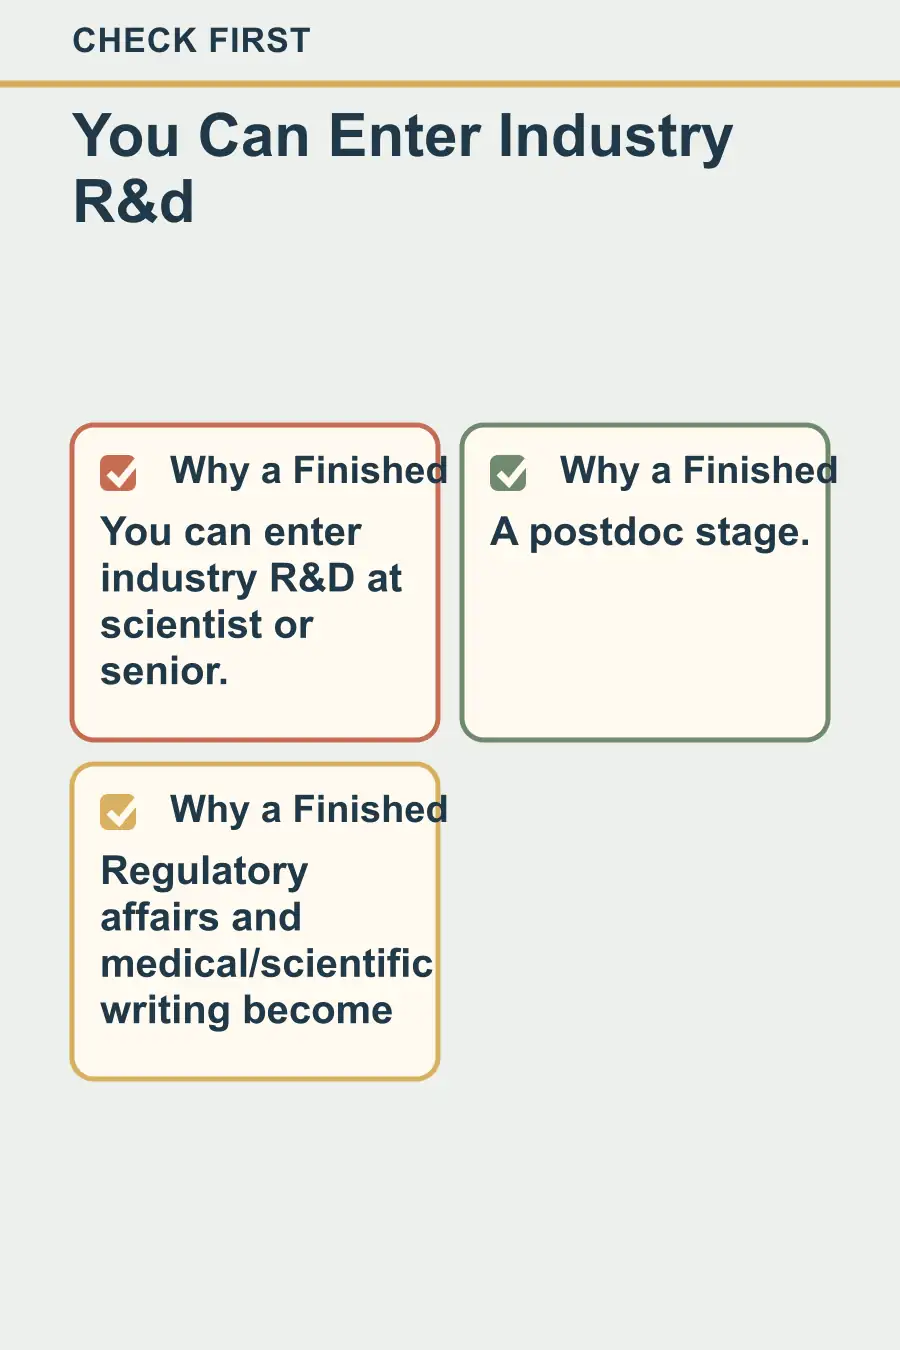 CHECK FIRST
You Can Enter Industry
R&d
Why a Finished
You can enter
industry R&D at
scientist or
senior.
Why a Finished
A postdoc stage.
Why a Finished
Regulatory
affairs and
medical/scientific
writing become